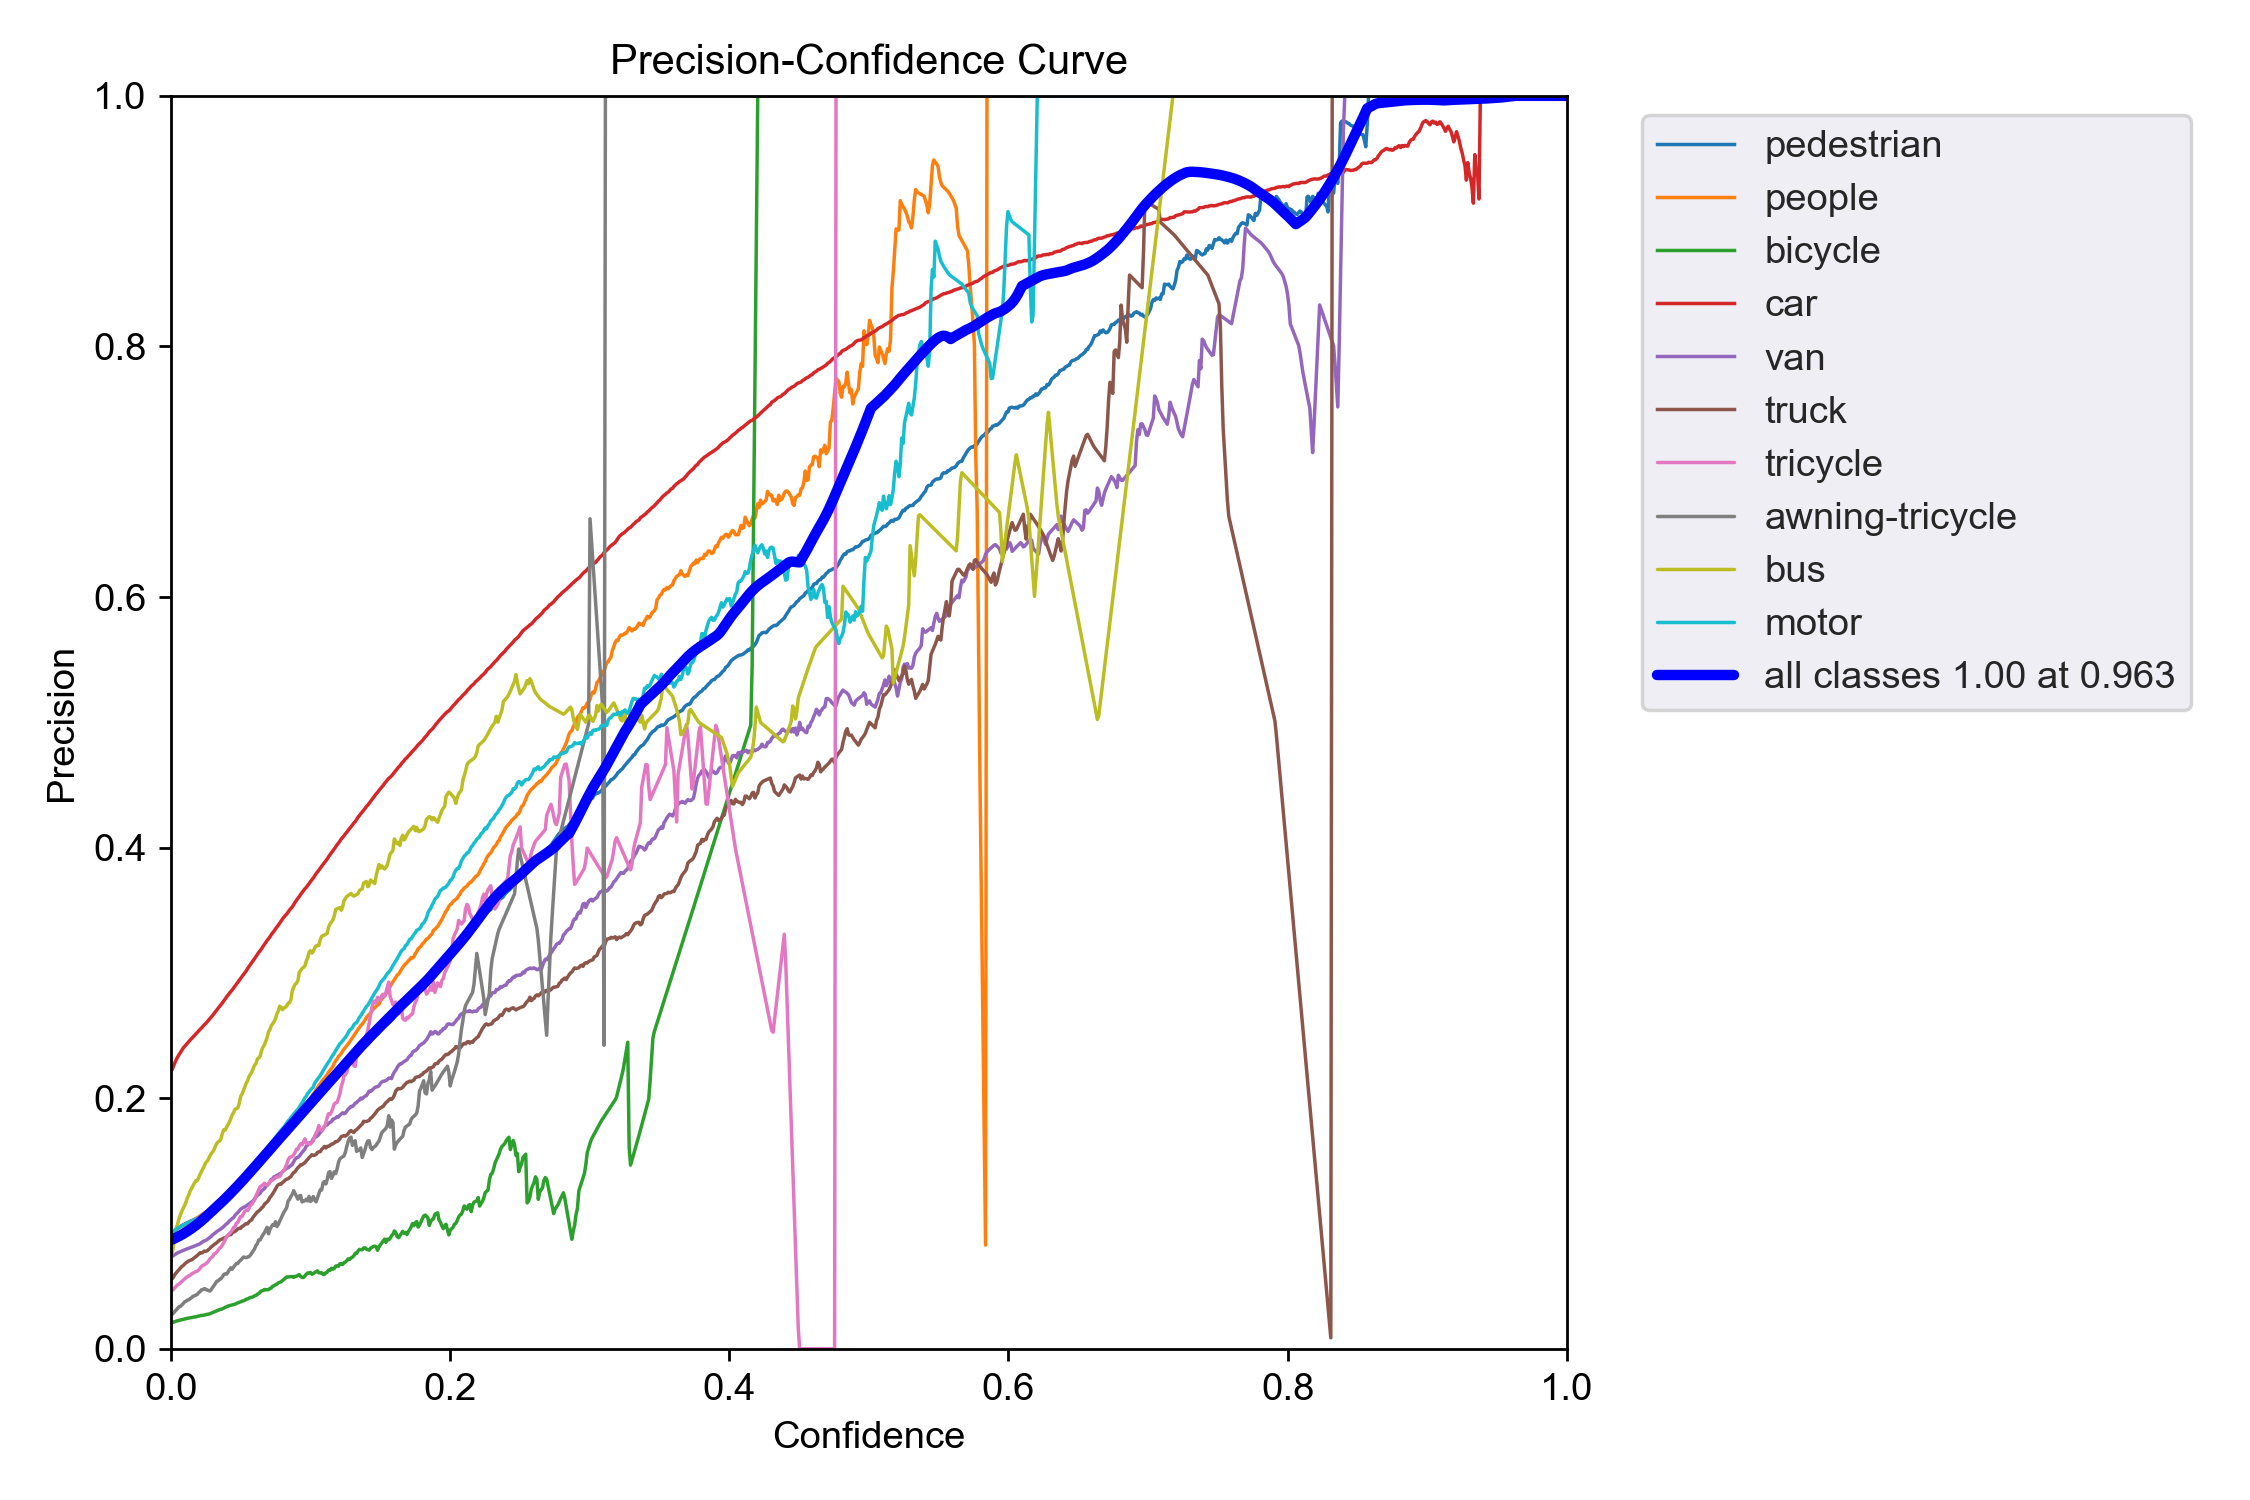 Precision-Confidence Curve
1.0
0.8
0.6
0.4
0.2
0.0
Precision
0.0 0.2 0.4 0.6 0.8 1.0
Confidence
pedestrian
people
bicycle
car
van
truck
tricycle
awning-tricycle
bus
motor
all classes 1.00 at 0.963